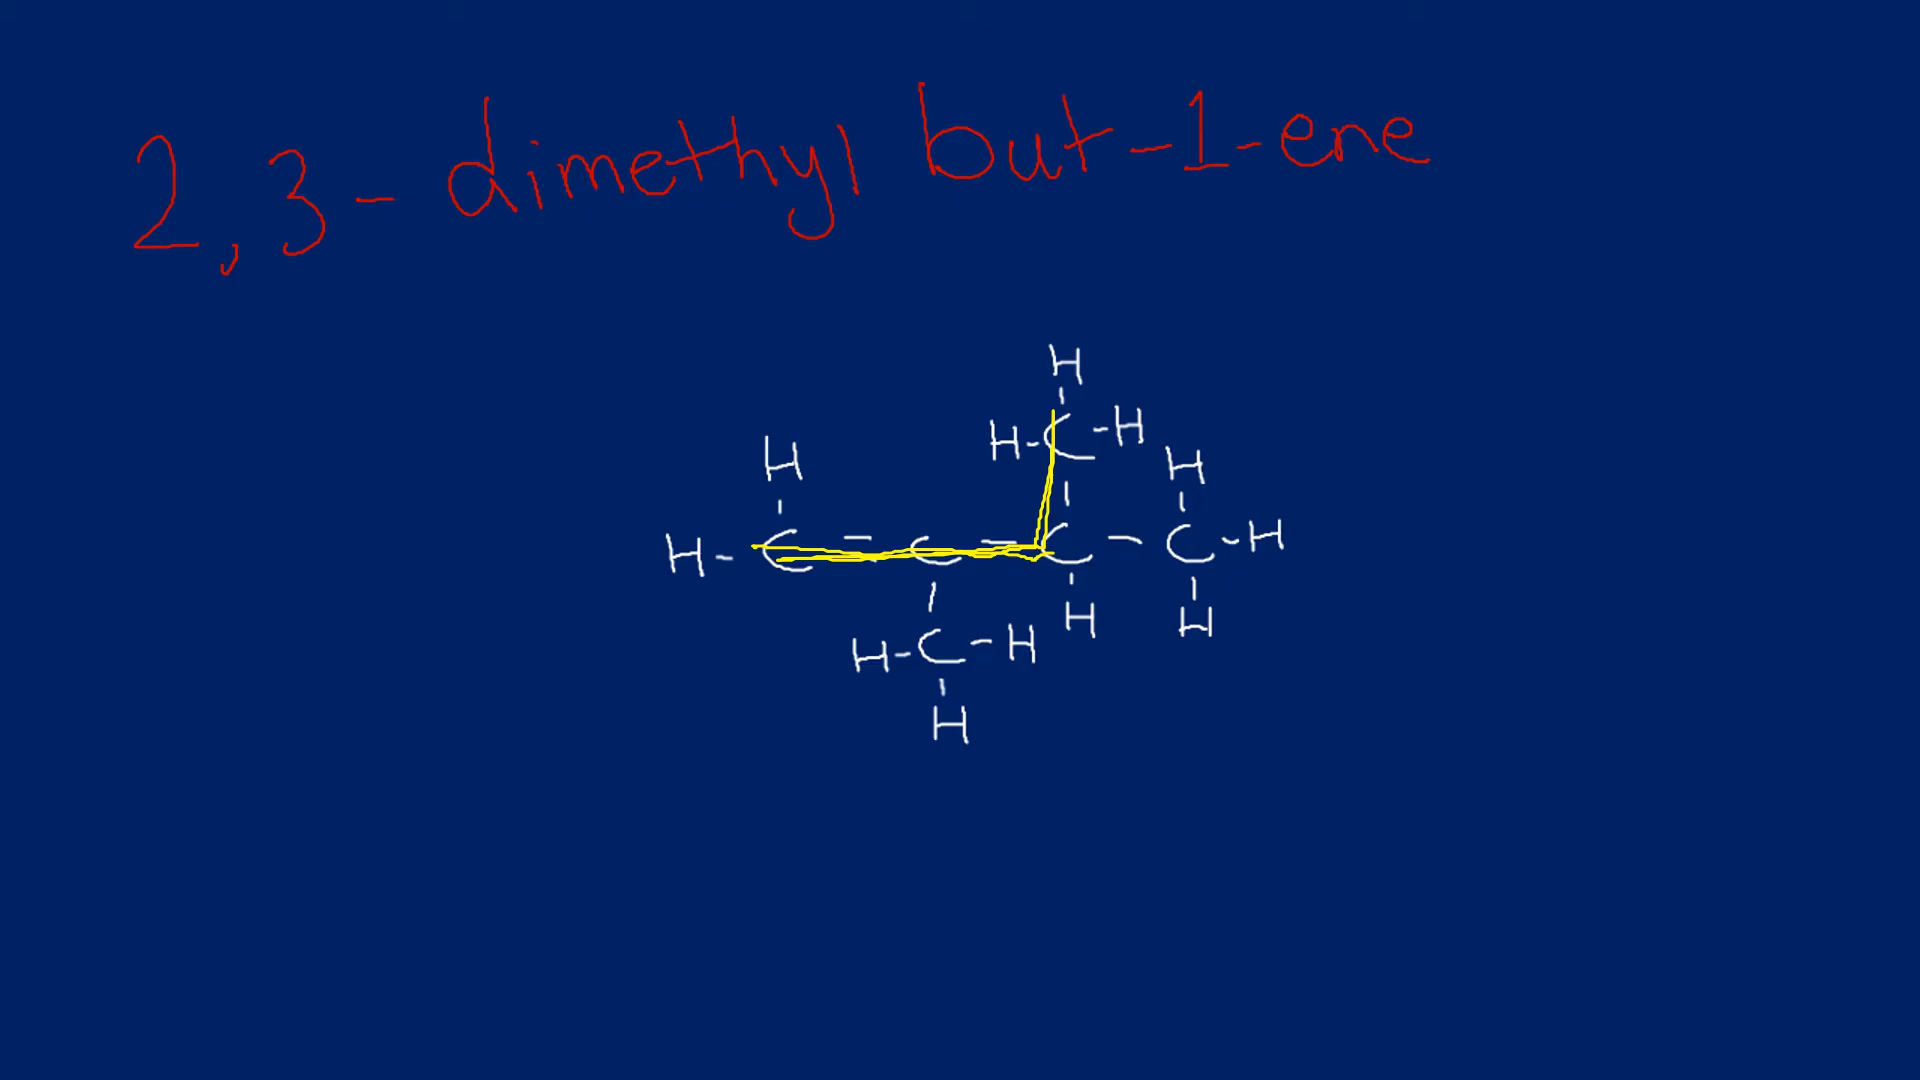 2,3-dimethyl but-1-ene
H
H H-C-H H
H-C=C-C-C-H
H-C-H H H
H